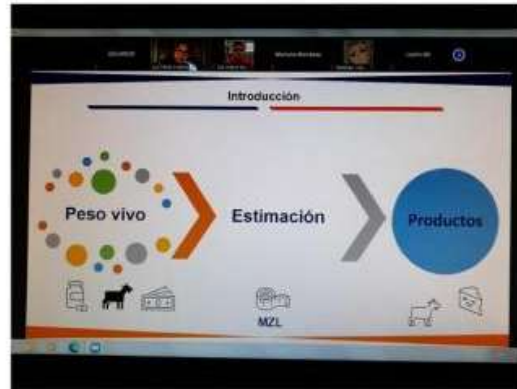 Introducción
Peso vivo
Estimación
Productos
MZL